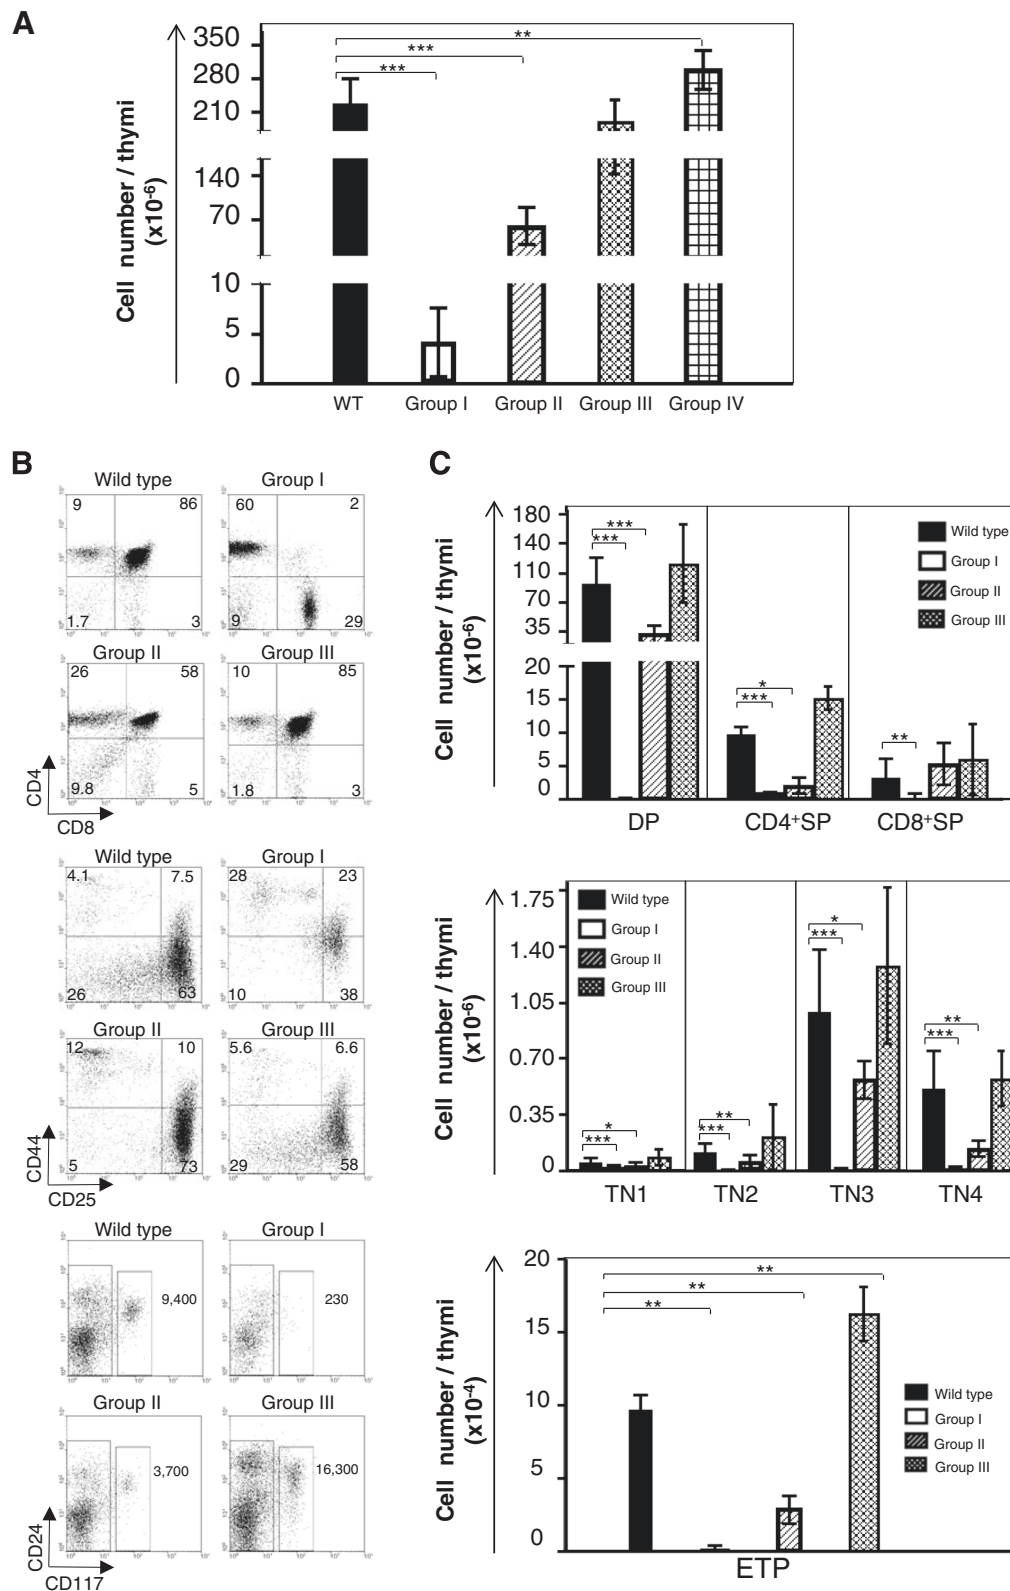 A
Cell number / thymi
(x10-6)
350
280
210
140
70
10
5
0
***
***
**
WT
Group I
Group II
Group III
Group IV
B
Wild type
9
86
1.7
3
Group I
60
2
9
29
Group II
26
58
9.8
5
Group III
10
85
1.8
3
CD4
CD8
Wild type
4.1
7.5
26
63
Group I
28
23
10
38
Group II
12
10
5
73
Group III
5.6
6.6
29
58
CD44
CD25
Wild type
9,400
Group I
230
Group II
3,700
Group III
16,300
CD24
CD117
C
Cell number / thymi
(x10-6)
180
140
110
70
35
20
15
10
5
0
***
***
*
***
**
Wild type
Group I
Group II
Group III
DP
CD4+SP
CD8+SP
Cell number / thymi
(x10-6)
1.75
1.40
1.05
0.70
0.35
0
Wild type
Group I
Group II
Group III
*
***
**
***
*
***
**
***
TN1
TN2
TN3
TN4
Cell number / thymi
(x10-4)
20
15
10
5
0
**
**
**
Wild type
Group I
Group II
Group III
ETP